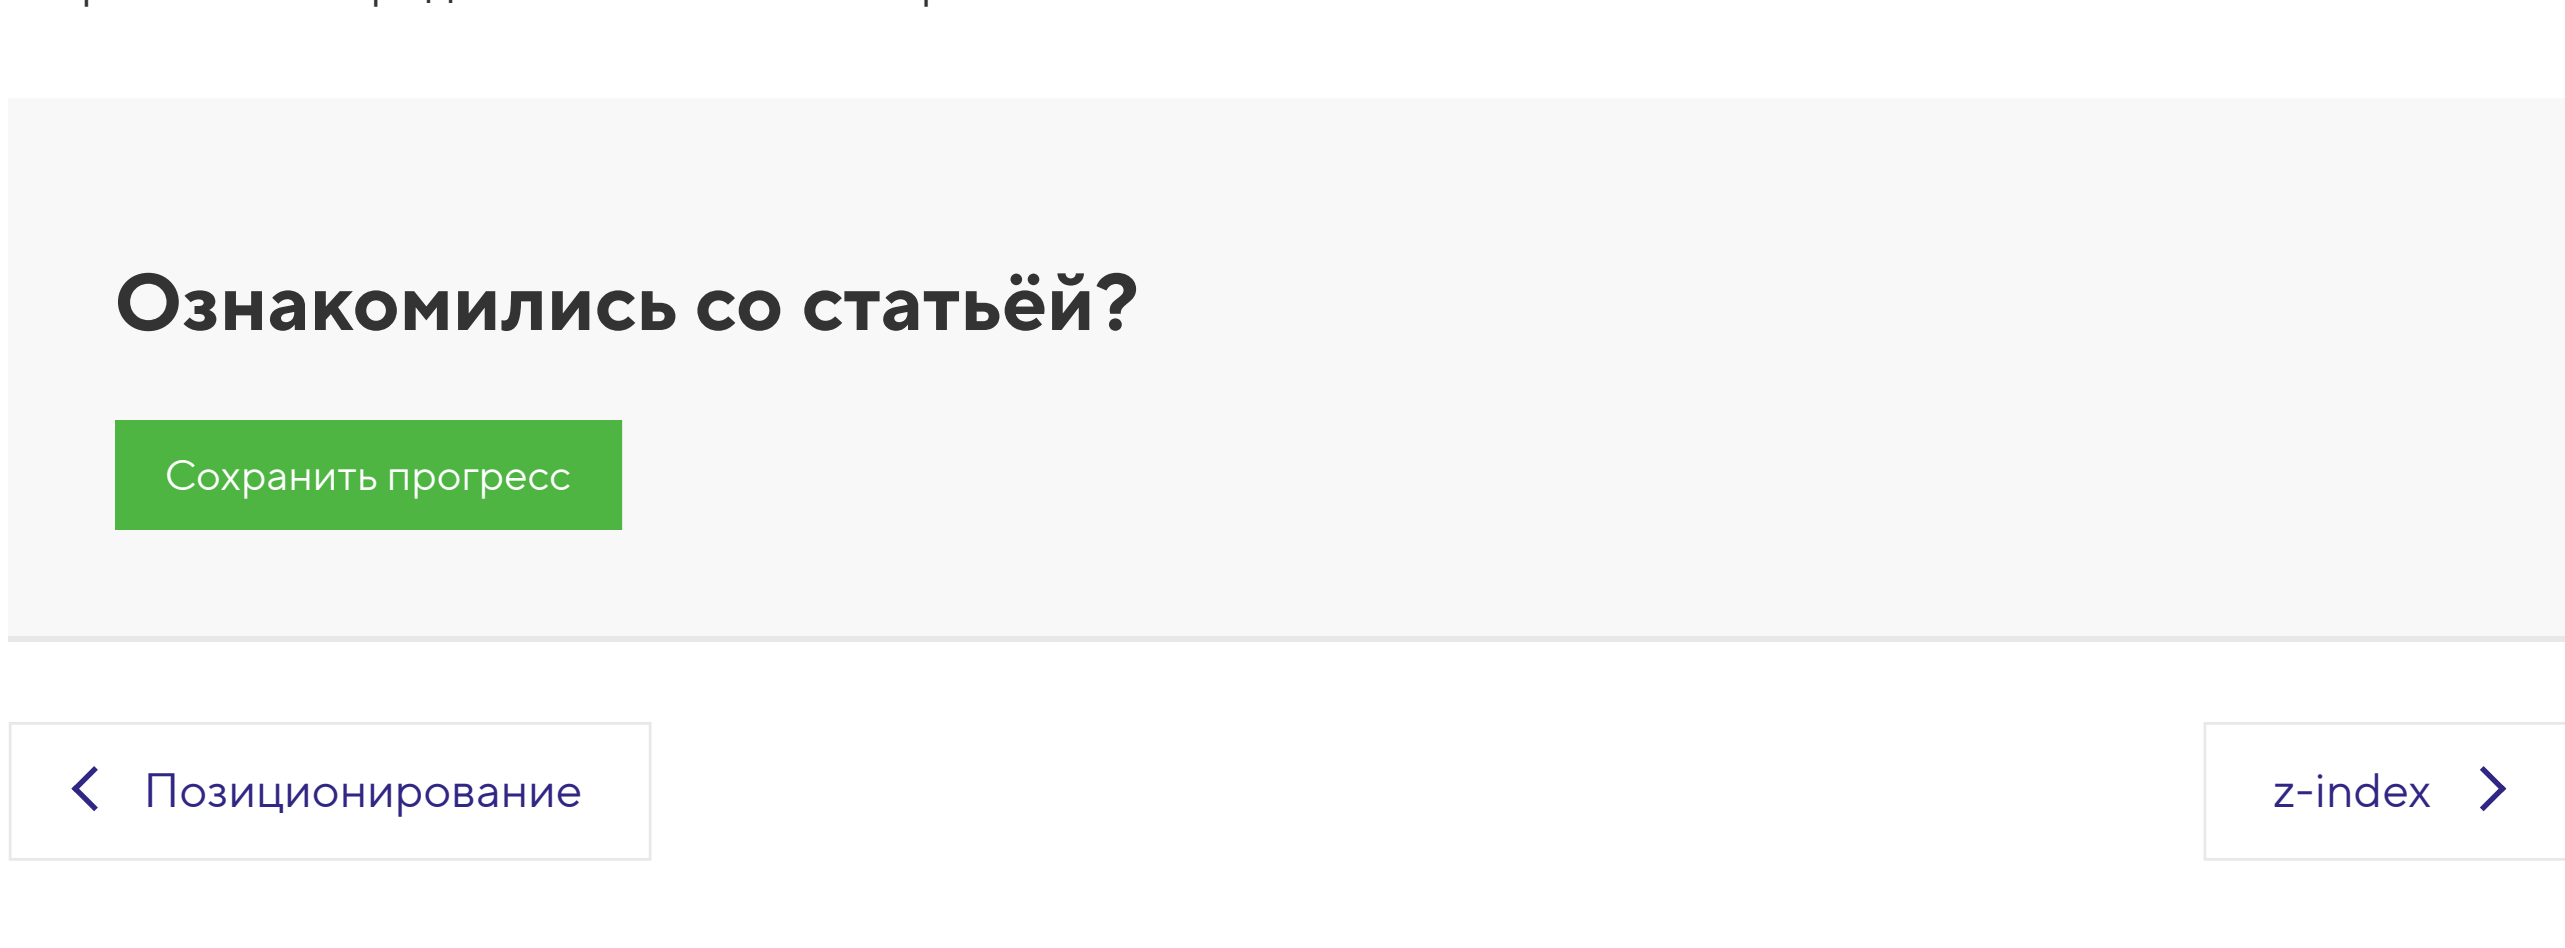 Ознакомились со статьёй?
Сохранить прогресс
Позиционирование
z-index